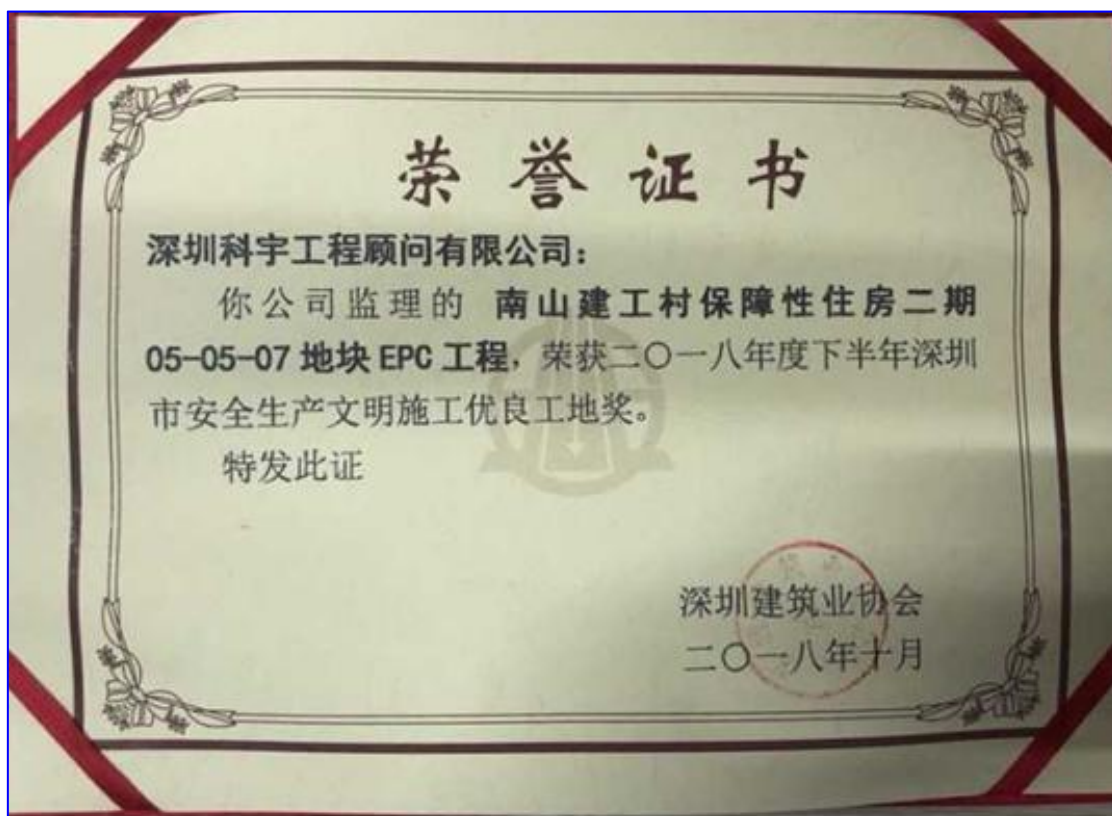 荣誉证书
深圳科宇工程顾问有限公司：
你公司监理的 南山建工村保障性住房二期
05-05-07 地块 EPC 工程，荣获二〇一八年度下半年深圳
市安全生产文明施工优良工地奖。
特发此证
深圳建筑业协会
二〇一八年十月